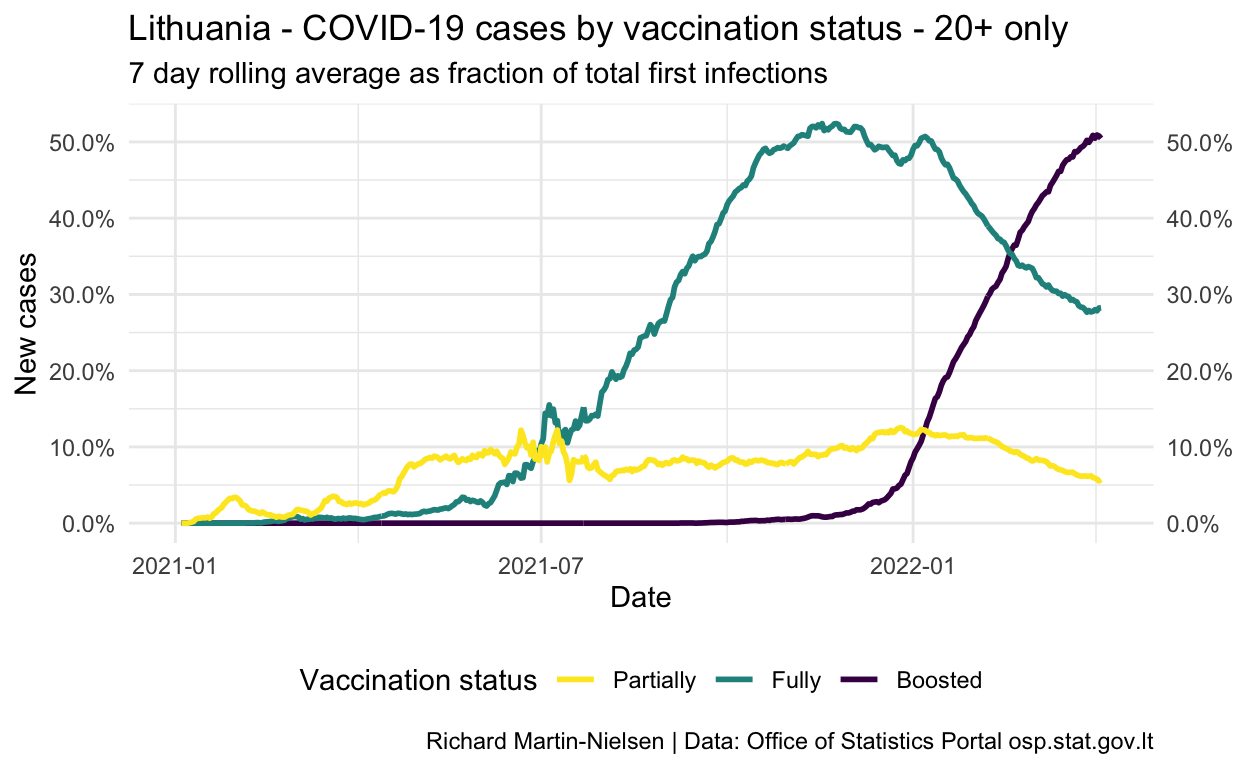 Lithuania - COVID-19 cases by vaccination status - 20+ only
7 day rolling average as fraction of total first infections
New cases
50.0%
40.0%
30.0%
20.0%
10.0%
0.0%
50.0%
40.0%
30.0%
20.0%
10.0%
0.0%
2021-01 2021-07 2022-01
Date
Vaccination status Partially Fully Boosted
Richard Martin-Nielsen | Data: Office of Statistics Portal osp.stat.gov.lt